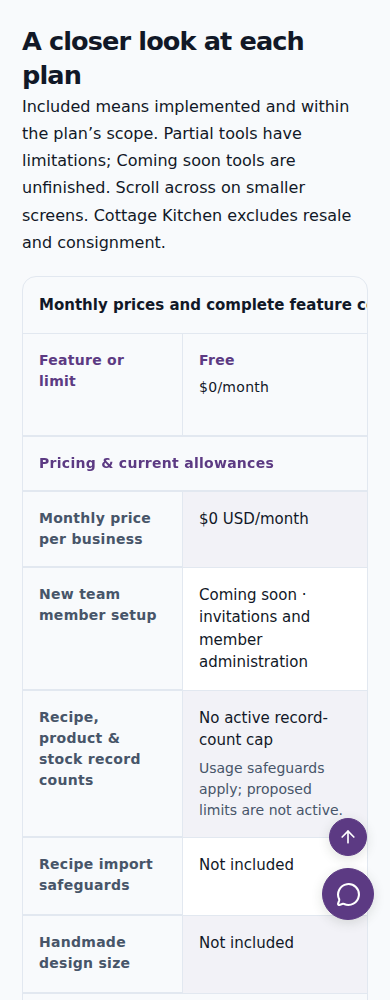 A closer look at each
plan
Included means implemented and within
the plan’s scope. Partial tools have
limitations; Coming soon tools are
unfinished. Scroll across on smaller
screens. Cottage Kitchen excludes resale
and consignment.
Monthly prices and complete feature
Feature or
limit
Free
$0/month
Pricing & current allowances
Monthly price
per business
$0 USD/month
New team
member setup
Coming soon ·
invitations and
member
administration
Recipe,
product &
stock record
counts
No active record-
count cap
Usage safeguards
apply; proposed
limits are not active.
Recipe import
safeguards
Not included
Handmade
design size
Not included